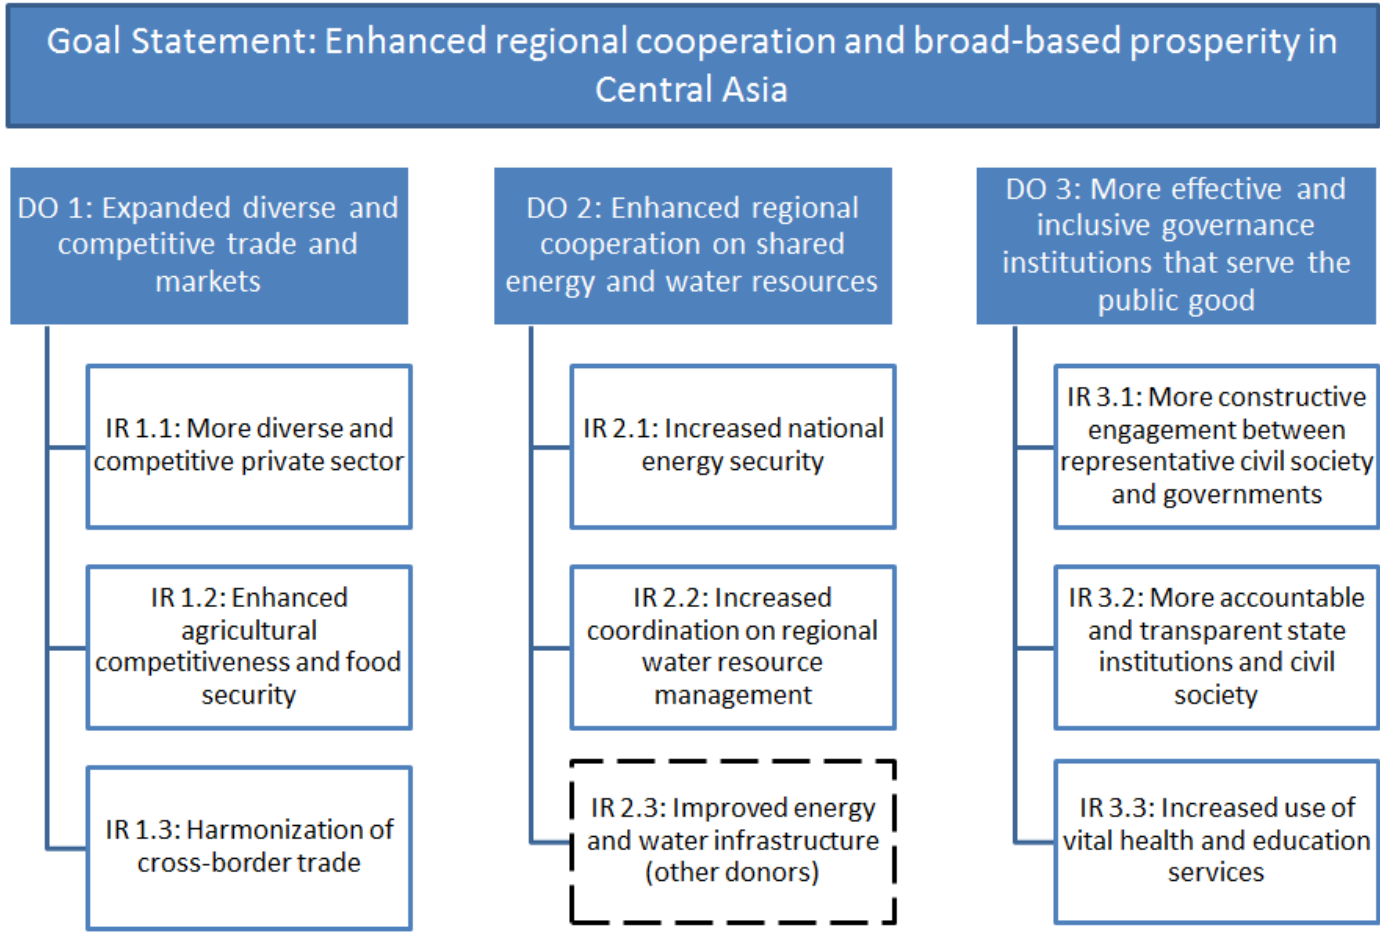 Goal Statement: Enhanced regional cooperation and broad-based prosperity in
Central Asia
DO 1: Expanded diverse and
competitive trade and
markets
IR 1.1: More diverse and
competitive private sector
IR 1.2: Enhanced
agricultural
competitiveness and food
security
IR 1.3: Harmonization of
cross-border trade
DO 2: Enhanced regional
cooperation on shared
energy and water resources
IR 2.1: Increased national
energy security
IR 2.2: Increased
coordination on regional
water resource
management
IR 2.3: Improved energy
and water infrastructure
(other donors)
DO 3: More effective and
inclusive governance
institutions that serve the
public good
IR 3.1: More constructive
engagement between
representative civil society
and governments
IR 3.2: More accountable
and transparent state
institutions and civil
society
IR 3.3: Increased use of
vital health and education
services